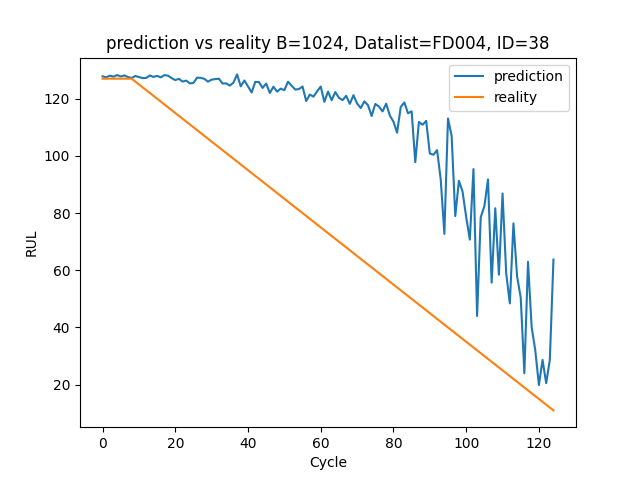 prediction vs reality B=1024, Datalist=FD004, ID=38
prediction
reality
RUL
120
100
80
60
40
20
0 20 40 60 80 100 120
Cycle